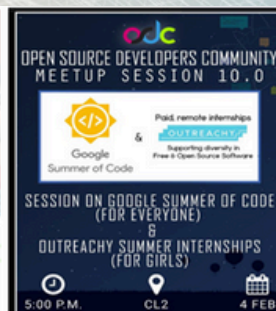 odc
OPEN SOURCE DEVELOPERS COMMUNITY
MEETUP SESSION 10.0
Google
Summer of Code
&
Paid, remote internships
OUTREACHY
Supporting diversity in
Free & Open Source Software
SESSION ON GOOGLE SUMMER OF CODE
(FOR EVERYONE)
&
OUTREACHY SUMMER INTERNSHIPS
(FOR GIRLS)
5:00 P.M. CL2 4 FEB